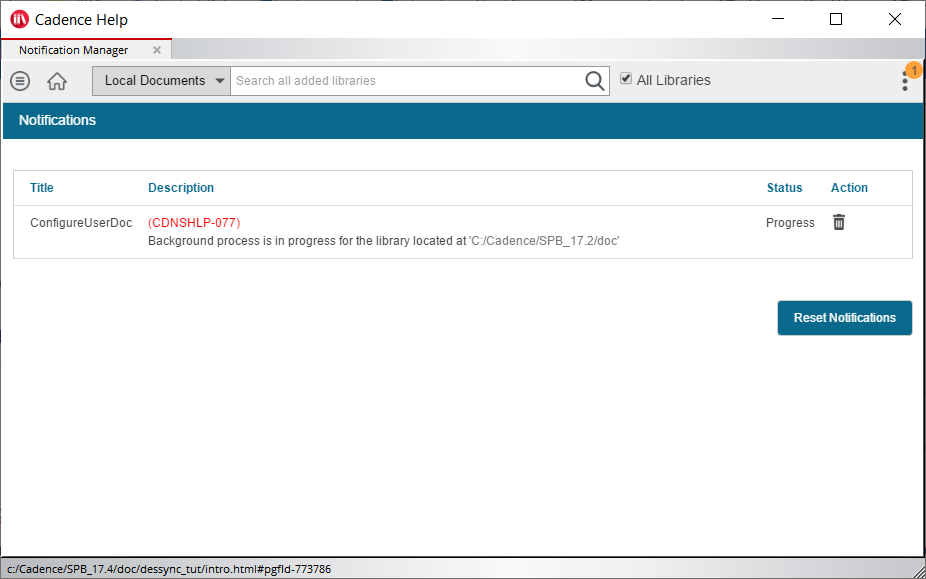 Cadence Help
Notification Manager
Local Documents
Search all added libraries
All Libraries
1
Notifications
Title Description Status Action
ConfigureUserDoc (CDNSHLP-077) Progress
Background process is in progress for the library located at 'C:/Cadence/SPB_17.2/doc'
Reset Notifications
c:/Cadence/SPB_17.4/doc/dessync_tut/intro.html#pgfId-773786